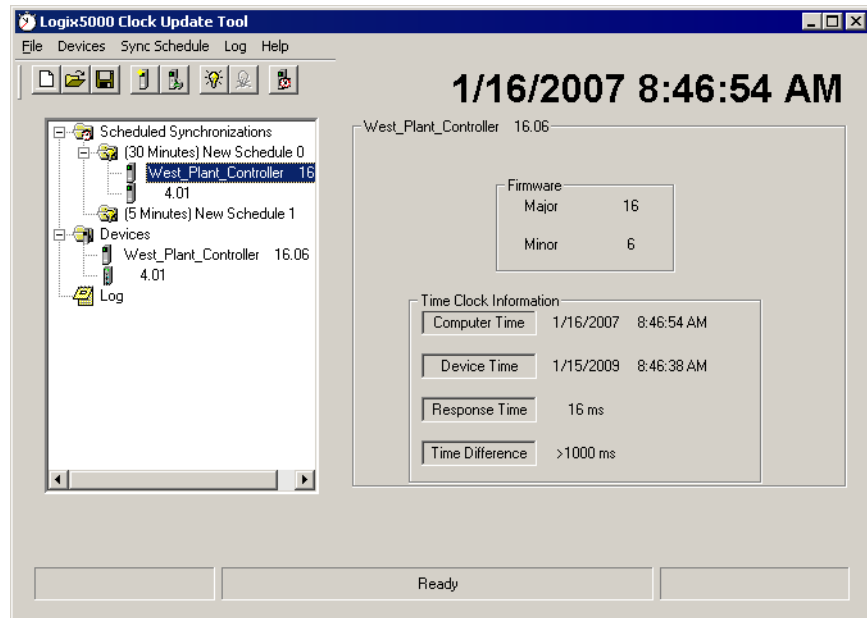 Logix5000 Clock Update Tool
File Devices Sync Schedule Log Help
1/16/2007 8:46:54 AM
Scheduled Synchronizations
(30 Minutes) New Schedule 0
West_Plant_Controller 16
4.01
(5 Minutes) New Schedule 1
Devices
West_Plant_Controller 16.06
4.01
Log
West_Plant_Controller 16.06
Firmware
Major 16
Minor 6
Time Clock Information
Computer Time 1/16/2007 8:46:54 AM
Device Time 1/15/2009 8:46:38 AM
Response Time 16 ms
Time Difference >1000 ms
Ready